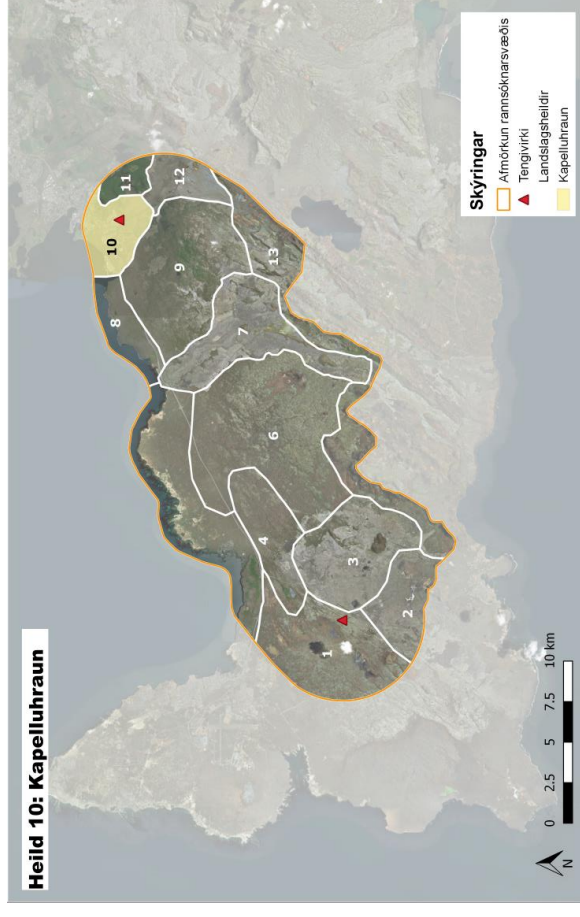 Heild 10: Kapelluhraun
1
2
3
4
6
7
8
9
10
11
12
13
N
0 2.5 5 7.5 10 km
Skýringar
Afmörkun rannsóknarsvæðis
Tengivirki
Landslagsheildir
Kapelluhraun